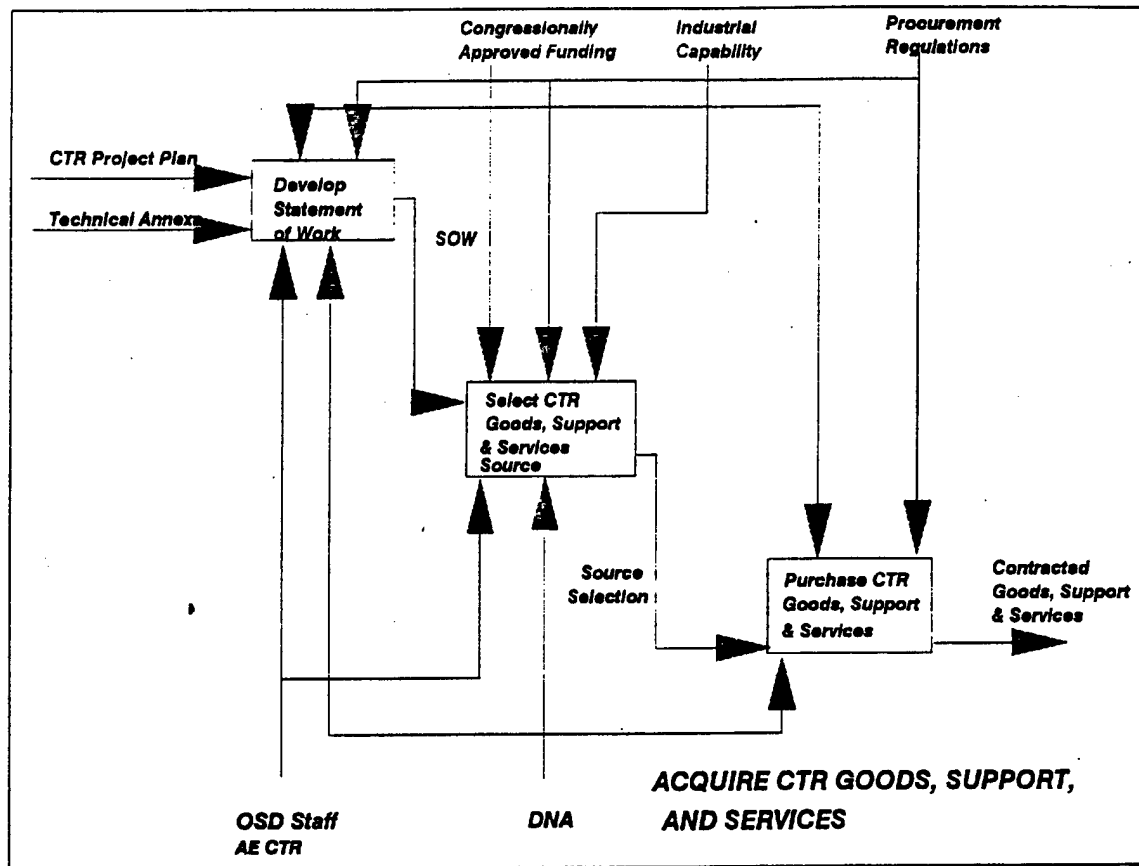 Congressionally
Approved Funding
Industrial
Capability
Procurement
Regulations
CTR Project Plan
Technical Annexs
Develop
Statement
of Work
SOW
Select CTR
Goods, Support
& Services
Source
Source
Selection
Purchase CTR
Goods, Support
& Services
Contracted
Goods, Support
& Services
OSD Staff
AE CTR
DNA
ACQUIRE CTR GOODS, SUPPORT,
AND SERVICES